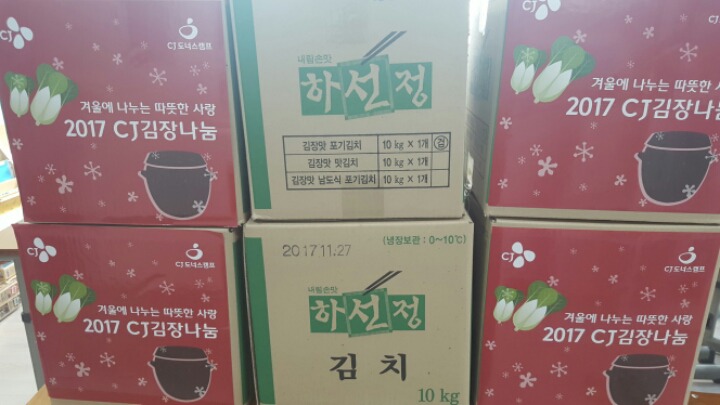 CJ
CJ 도너스캠프
겨울에 나누는 따뜻한 사랑
2017 CJ김장나눔
내림손맛
하선정
김장맛 포기김치 10 kg × 1개 검
김장맛 맛김치 10 kg × 1개
김장맛 남도식 포기김치 10 kg × 1개
CJ 도너스캠프
겨울에 나누는 따뜻한 사랑
2017 CJ김장나눔
CJ
CJ 도너스캠프
겨울에 나누는 따뜻한 사랑
2017 CJ김장나눔
2017 11.27
(냉장보관 : 0~10℃)
내림손맛
하선정
김치
10 kg
CJ
CJ 도너스캠프
겨울에 나누는 따뜻한 사랑
2017 CJ김장나눔